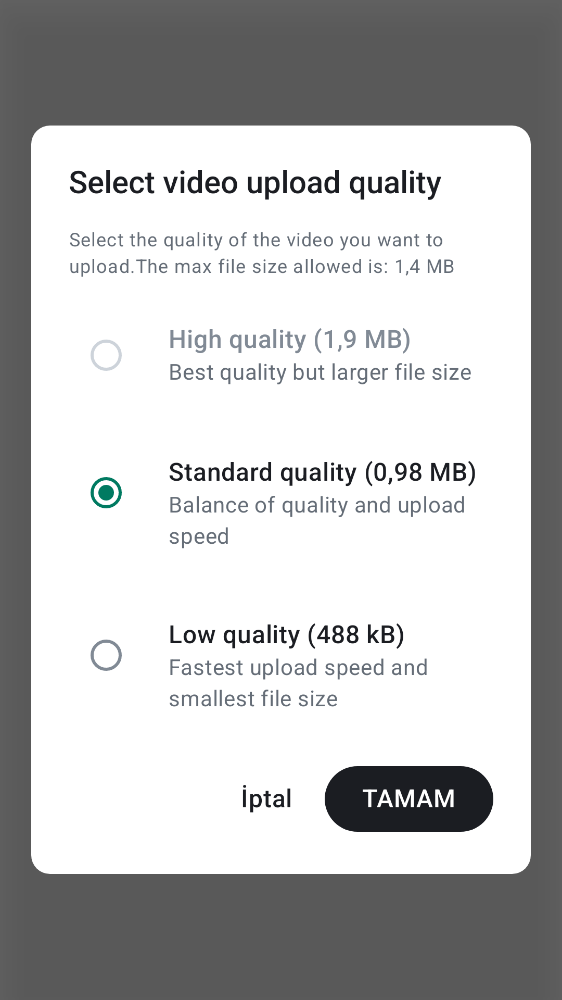 Select video upload quality
Select the quality of the video you want to
upload.The max file size allowed is: 1,4 MB
High quality (1,9 MB)
Best quality but larger file size
Standard quality (0,98 MB)
Balance of quality and upload
speed
Low quality (488 kB)
Fastest upload speed and
smallest file size
İptal
TAMAM